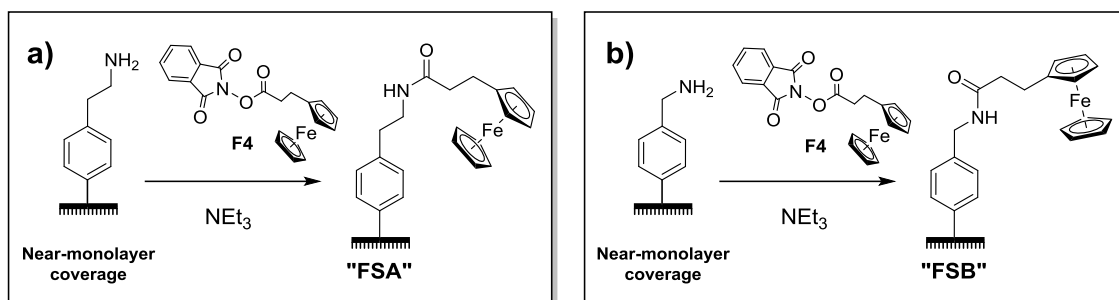 a)
NH2
O
N
O
O
O
F4
Fe
NEt3
Near-monolayer
coverage
O
HN
Fe
"FSA"
b)
NH2
O
N
O
O
O
F4
Fe
NEt3
Near-monolayer
coverage
O
NH
Fe
"FSB"